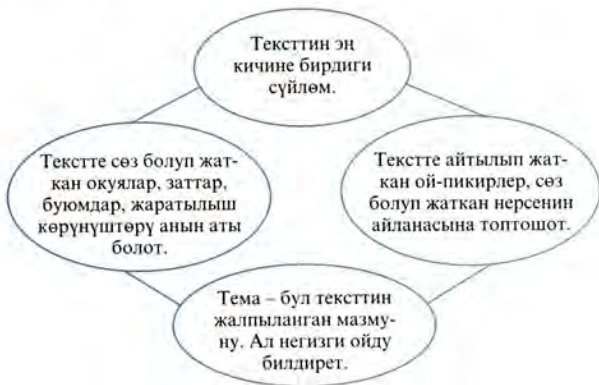 Тексттин эң
кичине бирдиги
сүйлөм.
Текстте сөз болуп жат-
кан окуялар, заттар,
буюмдар, жаратылыш
көрүнүштөрү анын аты
болот.
Текстте айтылып жат-
кан ой-пикирлер, сөз
болуп жаткан нерсенин
айланасына топтошот.
Тема – бул тексттин
жалпыланган мазму-
ну. Ал негизги ойду
билдирет.